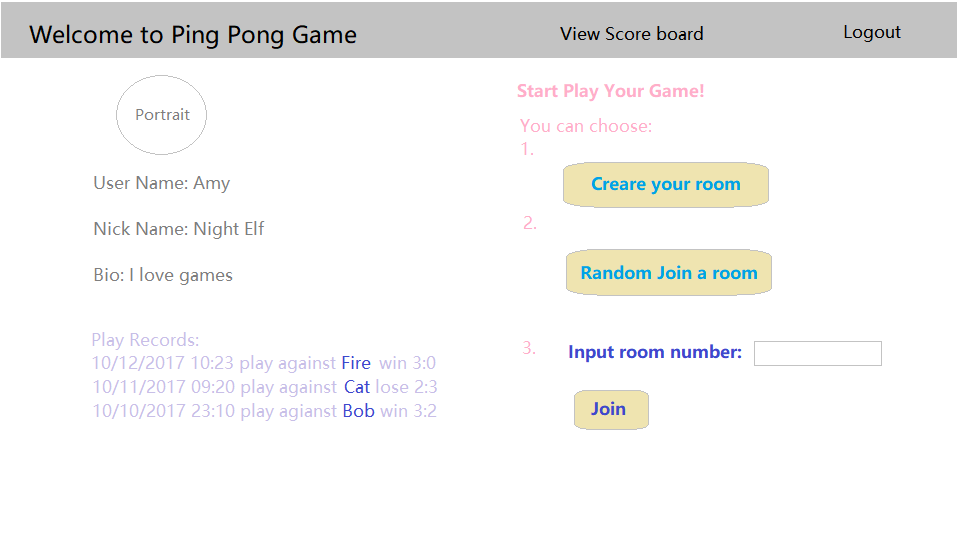 Welcome to Ping Pong Game
View Score board
Logout
Portrait
User Name: Amy
Nick Name: Night Elf
Bio: I love games
Play Records:
10/12/2017 10:23 play against Fire win 3:0
10/11/2017 09:20 play against Cat lose 2:3
10/10/2017 23:10 play agianst Bob win 3:2
Start Play Your Game!
You can choose:
1.
Creare your room
2.
Random Join a room
3.
Input room number:
Join